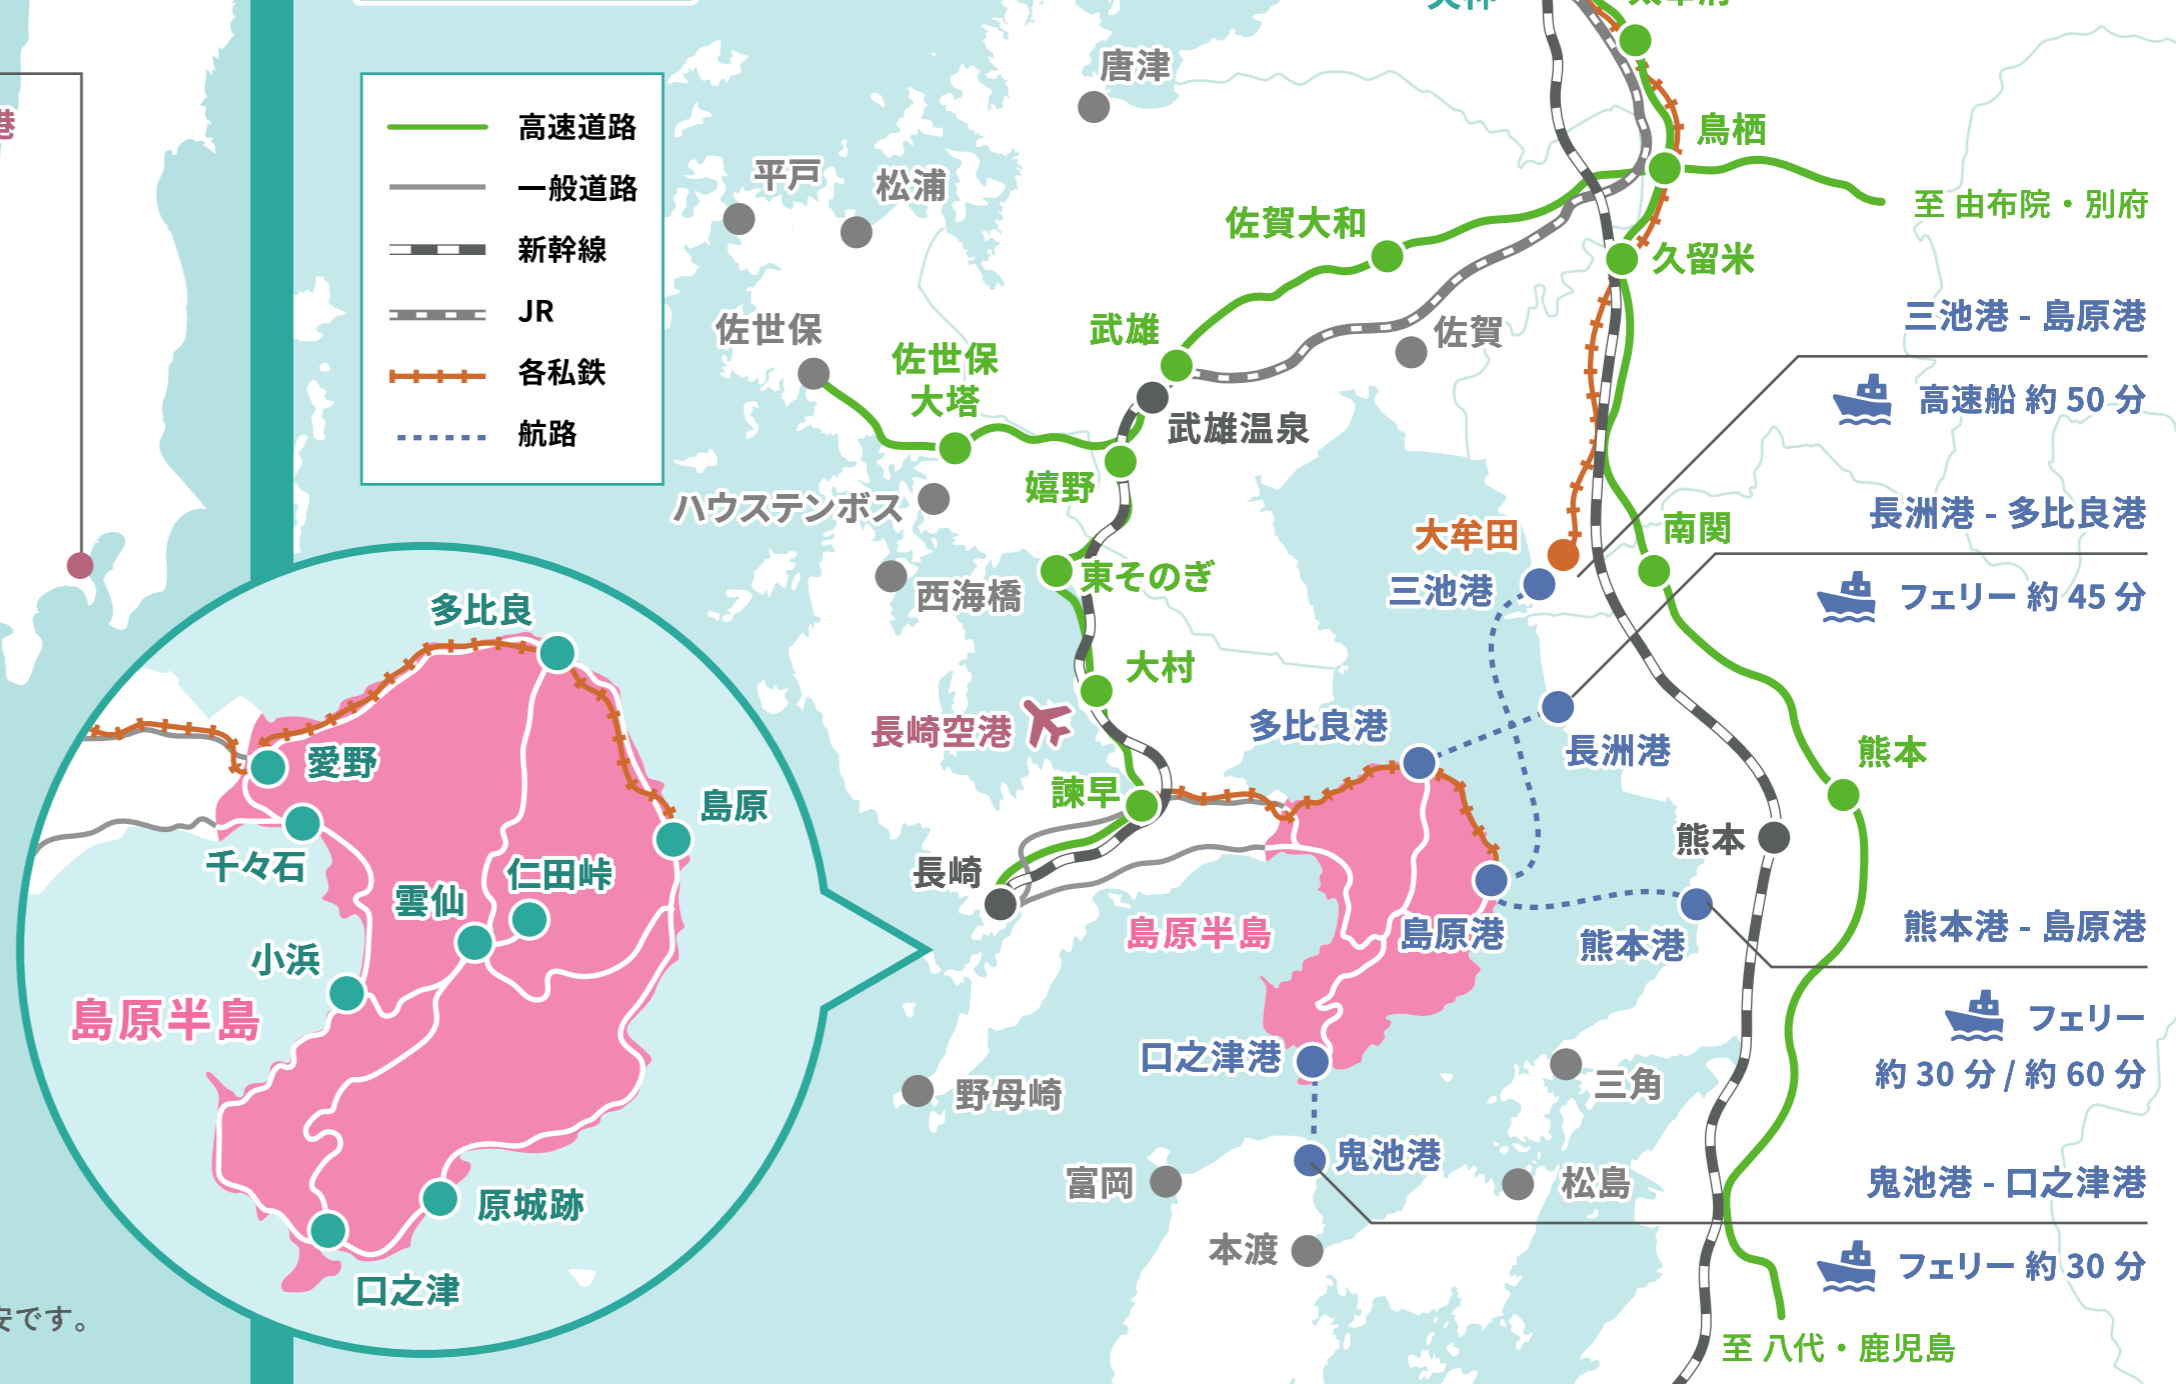 港
高速道路
一般道路
新幹線
JR
各私鉄
航路
唐津
平戸
松浦
鳥栖
至 由布院・別府
佐賀大和
久留米
佐世保
佐世保
大塔
武雄
佐賀
武雄温泉
嬉野
ハウステンボス
西海橋
東そのぎ
大村
長崎空港
諫早
長崎
大牟田
三池港
南関
三池港 - 島原港
高速船 約 50 分
長洲港 - 多比良港
フェリー 約 45 分
多比良港
長洲港
熊本
熊本
島原半島
島原港
熊本港
熊本港 - 島原港
フェリー
約 30 分 / 約 60 分
口之津港
野母崎
三角
鬼池港
富岡
松島
本渡
鬼池港 - 口之津港
フェリー 約 30 分
至 八代・鹿児島
多比良
愛野
島原
千々石
仁田峠
雲仙
小浜
島原半島
原城跡
口之津
安です。